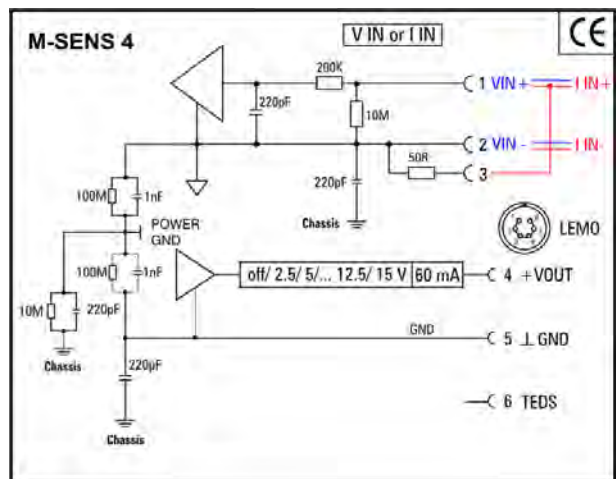 M-SENS 4
V IN or I IN
CE
200K
1 VIN + I IN+
220pF
10M
2 VIN - I IN-
50R
3
100M
1nF
220pF
Chassis
POWER
GND
LEMO
100M
1nF
off/ 2.5/ 5/... 12.5/ 15 V
60 mA
4 +VOUT
10M
220pF
GND
5 ⊥ GND
Chassis
220pF
6 TEDS
Chassis